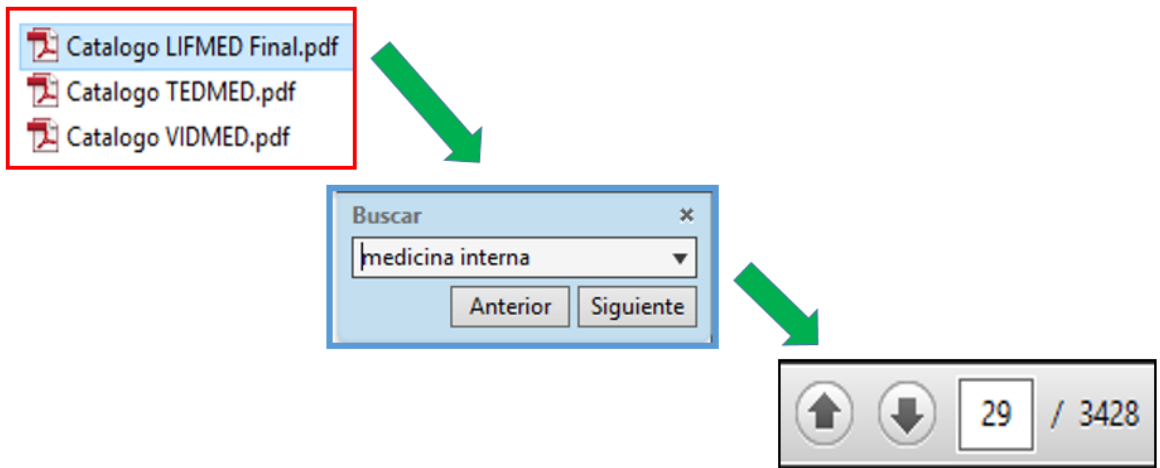 Catalogo LIFMED Final.pdf
Catalogo TEDMED.pdf
Catalogo VIDMED.pdf
Buscar
medicina interna
Anterior Siguiente
29 / 3428